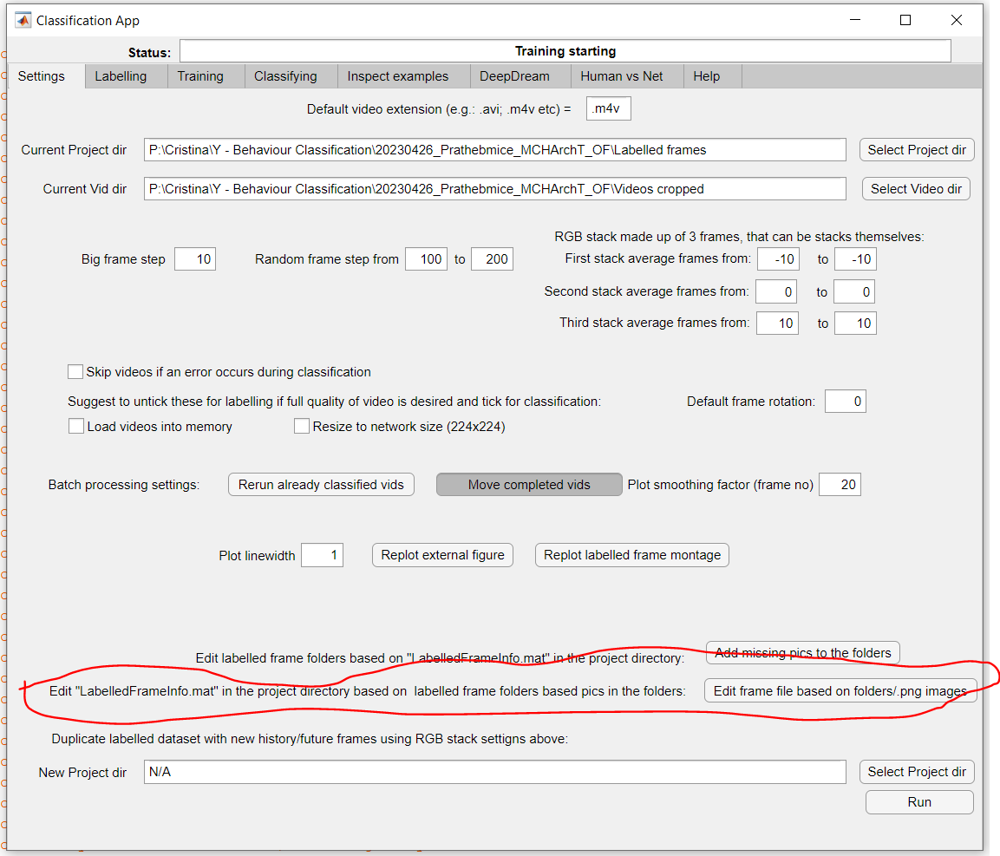 Classification App
Status: Training starting
Settings Labelling Training Classifying Inspect examples DeepDream Human vs Net Help
Default video extension (e.g.: .avi; .m4v etc) = .m4v
Current Project dir P:\Cristina\Y - Behaviour Classification\20230426_Prathebmice_MCHArchT_OF\Labelled frames Select Project dir
Current Vid dir P:\Cristina\Y - Behaviour Classification\20230426_Prathebmice_MCHArchT_OF\Videos cropped Select Video dir
RGB stack made up of 3 frames, that can be stacks themselves:
Big frame step 10 Random frame step from 100 to 200 First stack average frames from: -10 to -10
Second stack average frames from: 0 to 0
Third stack average frames from: 10 to 10
Skip videos if an error occurs during classification
Suggest to untick these for labelling if full quality of video is desired and tick for classification: Default frame rotation: 0
Load videos into memory Resize to network size (224x224)
Batch processing settings: Rerun already classified vids Move completed vids Plot smoothing factor (frame no) 20
Plot linewidth 1 Replot external figure Replot labelled frame montage
Edit labelled frame folders based on "LabelledFrameInfo.mat" in the project directory: Add missing pics to the folders
Edit "LabelledFrameInfo.mat" in the project directory based on labelled frame folders based pics in the folders: Edit frame file based on folders/.png images
Duplicate labelled dataset with new history/future frames using RGB stack settigns above:
New Project dir N/A Select Project dir
Run